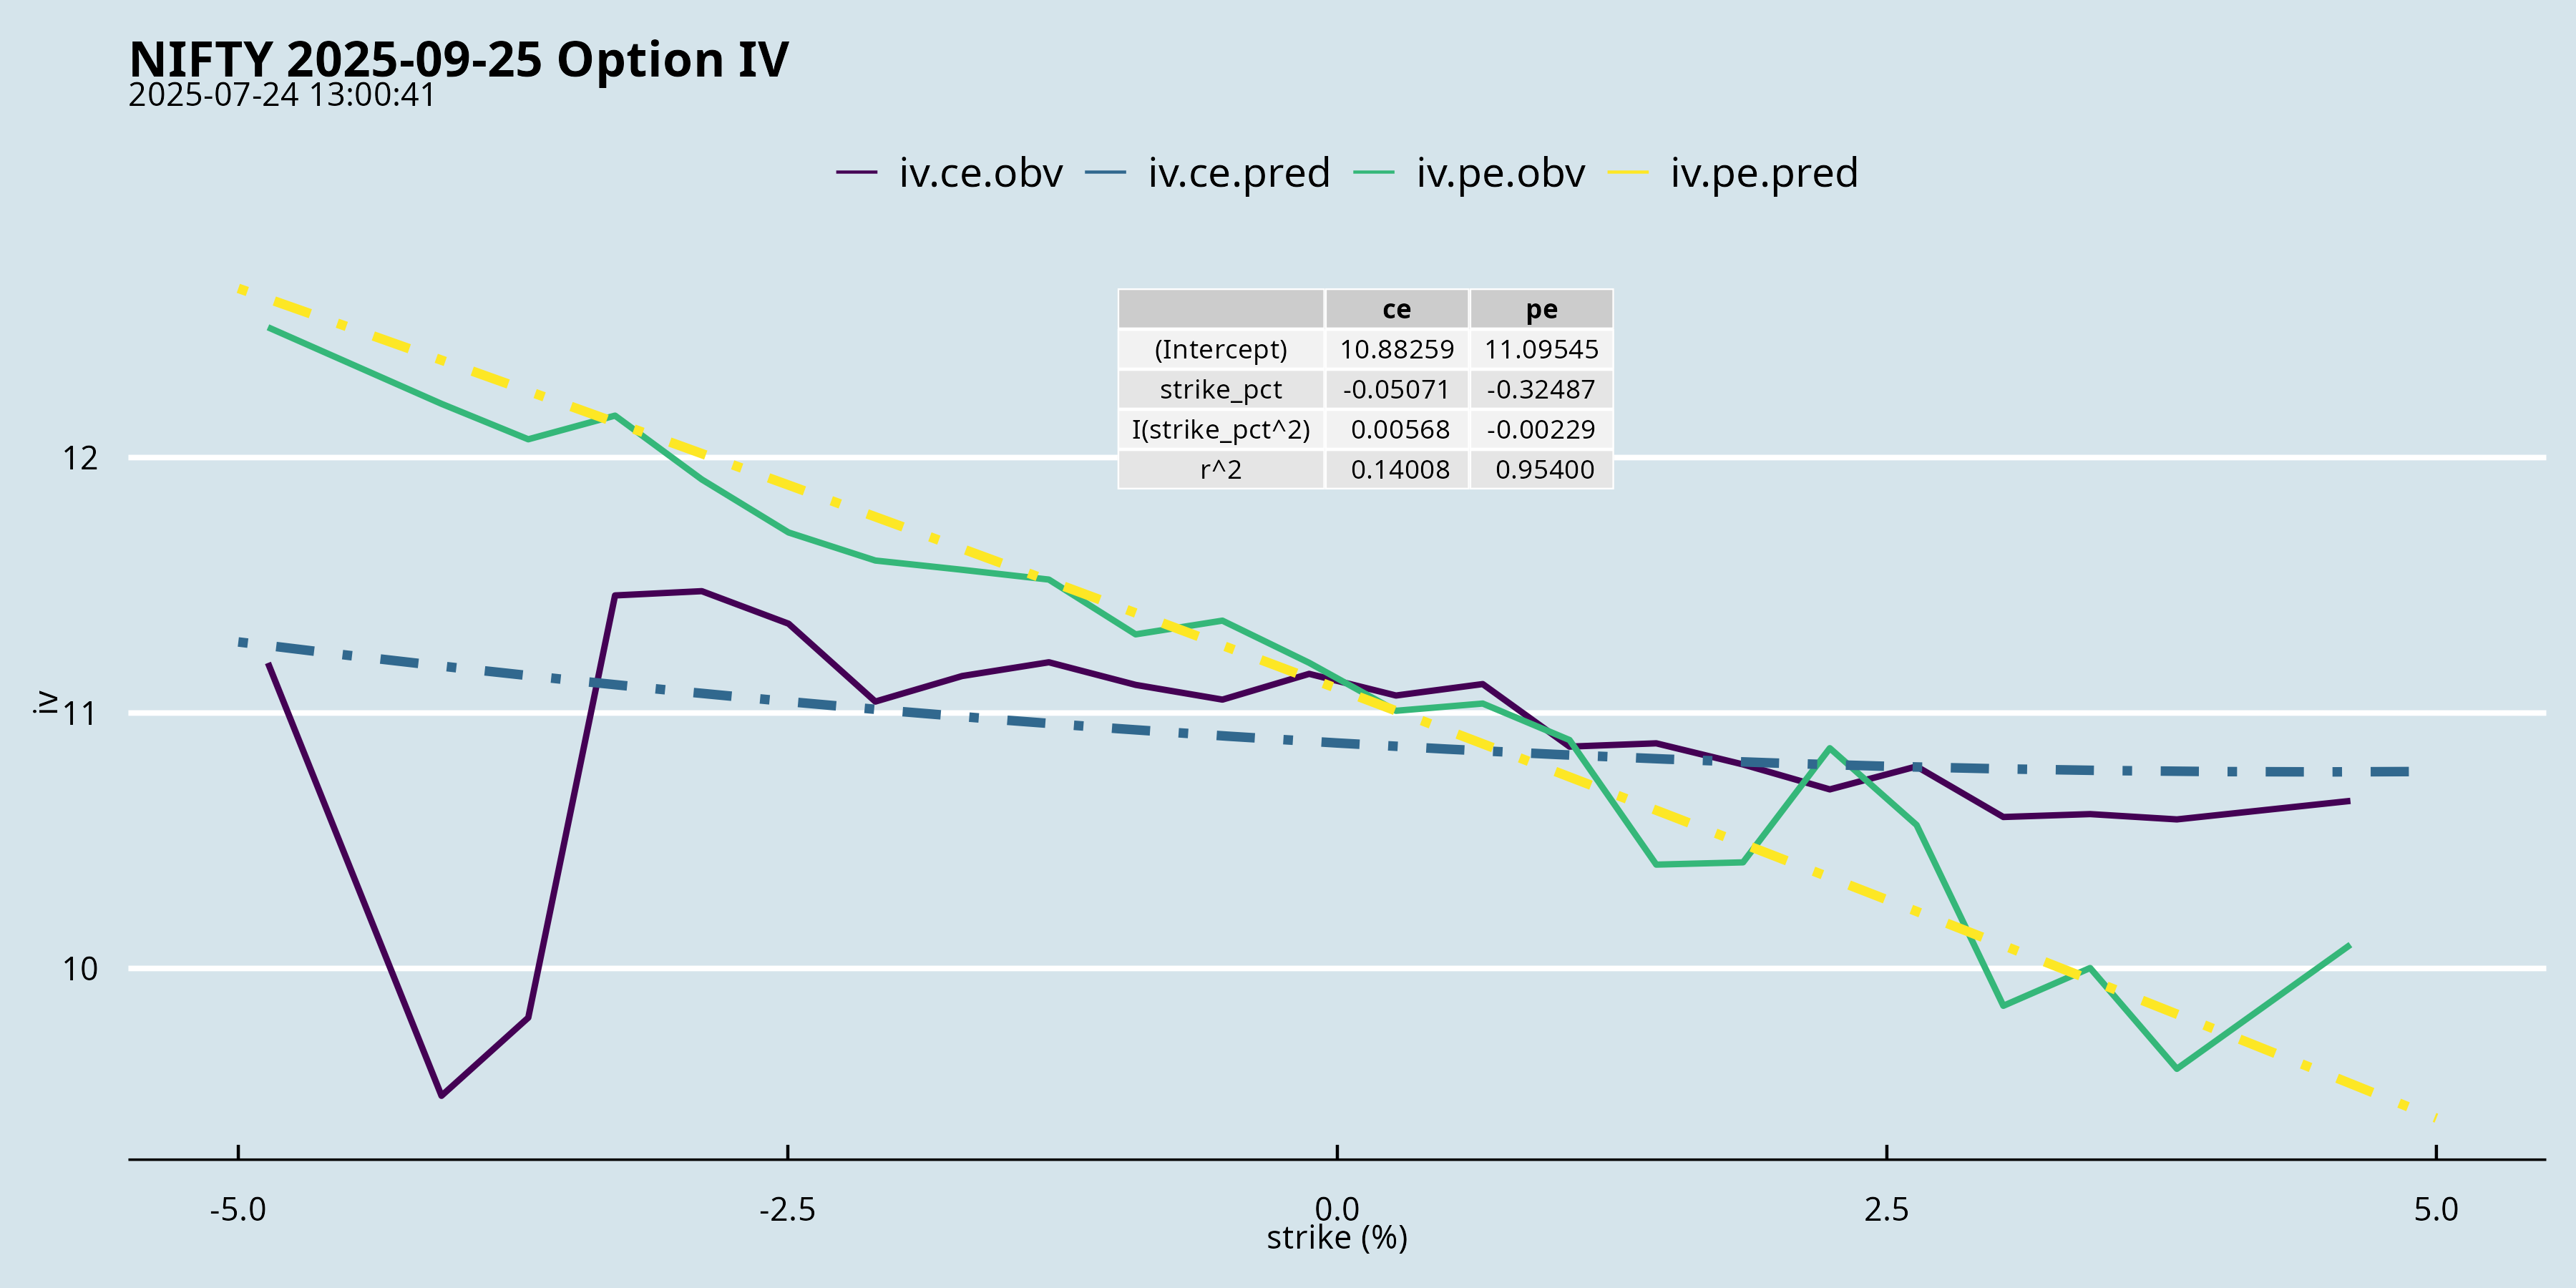 NIFTY 2025-09-25 Option IV
2025-07-24 13:00:41
iv.ce.obv iv.ce.pred iv.pe.obv iv.pe.pred
ce pe
(Intercept) 10.88259 11.09545
strike_pct -0.05071 -0.32487
I(strike_pct^2) 0.00568 -0.00229
r^2 0.14008 0.95400
12
11
10
iv
-5.0 -2.5 0.0 2.5 5.0
strike (%)